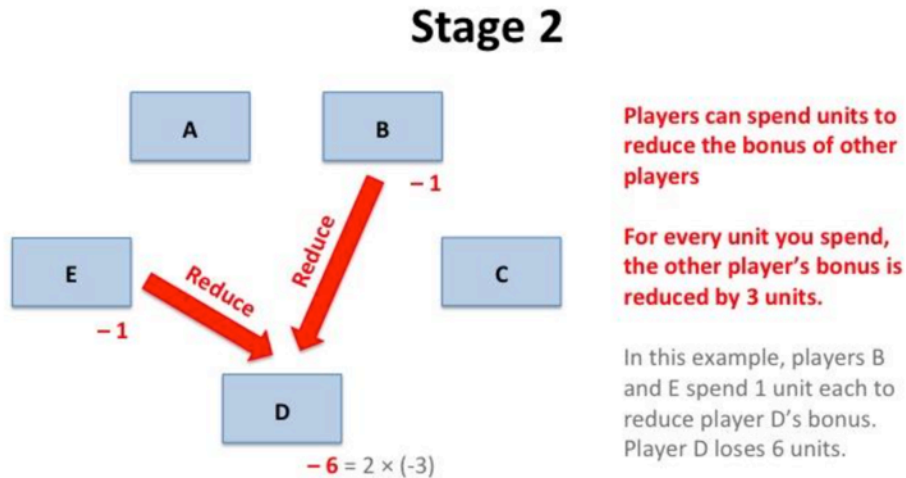 Stage 2
A
B
– 1
Players can spend units to
reduce the bonus of other
players
For every unit you spend,
the other player's bonus is
reduced by 3 units.
E
– 1
Reduce
Reduce
C
D
– 6 = 2 × (-3)
In this example, players B
and E spend 1 unit each to
reduce player D's bonus.
Player D loses 6 units.